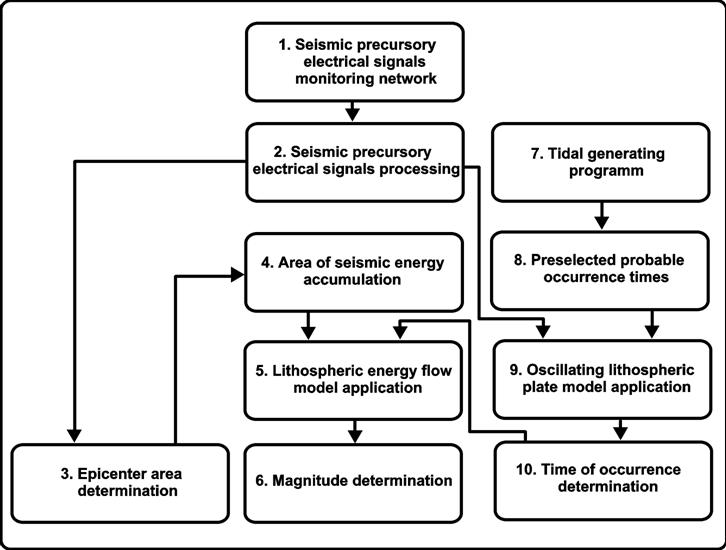 1. Seismic precursory
electrical signals
monitoring network
2. Seismic precursory
electrical signals processing
7. Tidal generating
programm
4. Area of seismic energy
accumulation
8. Preselected probable
occurrence times
5. Lithospheric energy flow
model application
9. Oscillating lithospheric
plate model application
3. Epicenter area
determination
6. Magnitude determination
10. Time of occurrence
determination